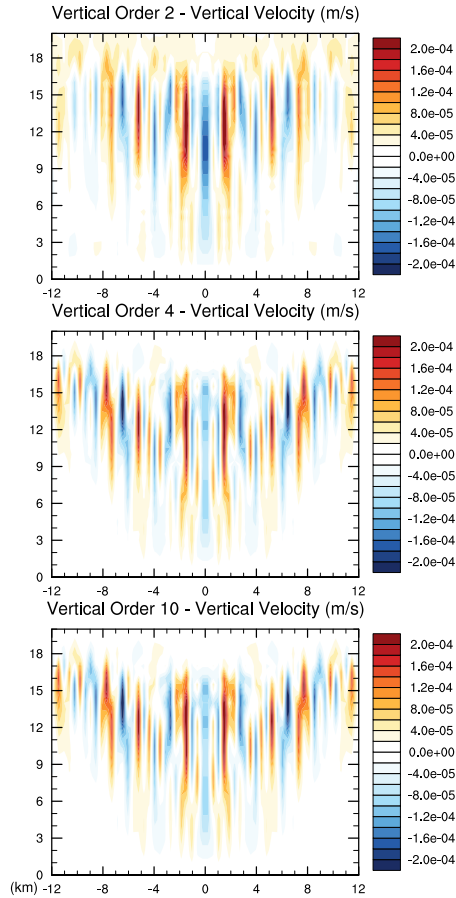 Vertical Order 2 - Vertical Velocity (m/s)
18
15
12
9
6
3
0
-12 -8 -4 0 4 8 12
2.0e-04
1.6e-04
1.2e-04
8.0e-05
4.0e-05
0.0e+00
-4.0e-05
-8.0e-05
-1.2e-04
-1.6e-04
-2.0e-04
Vertical Order 4 - Vertical Velocity (m/s)
18
15
12
9
6
3
0
-12 -8 -4 0 4 8 12
2.0e-04
1.6e-04
1.2e-04
8.0e-05
4.0e-05
0.0e+00
-4.0e-05
-8.0e-05
-1.2e-04
-1.6e-04
-2.0e-04
Vertical Order 10 - Vertical Velocity (m/s)
18
15
12
9
6
3
0
(km) -12 -8 -4 0 4 8 12
2.0e-04
1.6e-04
1.2e-04
8.0e-05
4.0e-05
0.0e+00
-4.0e-05
-8.0e-05
-1.2e-04
-1.6e-04
-2.0e-04